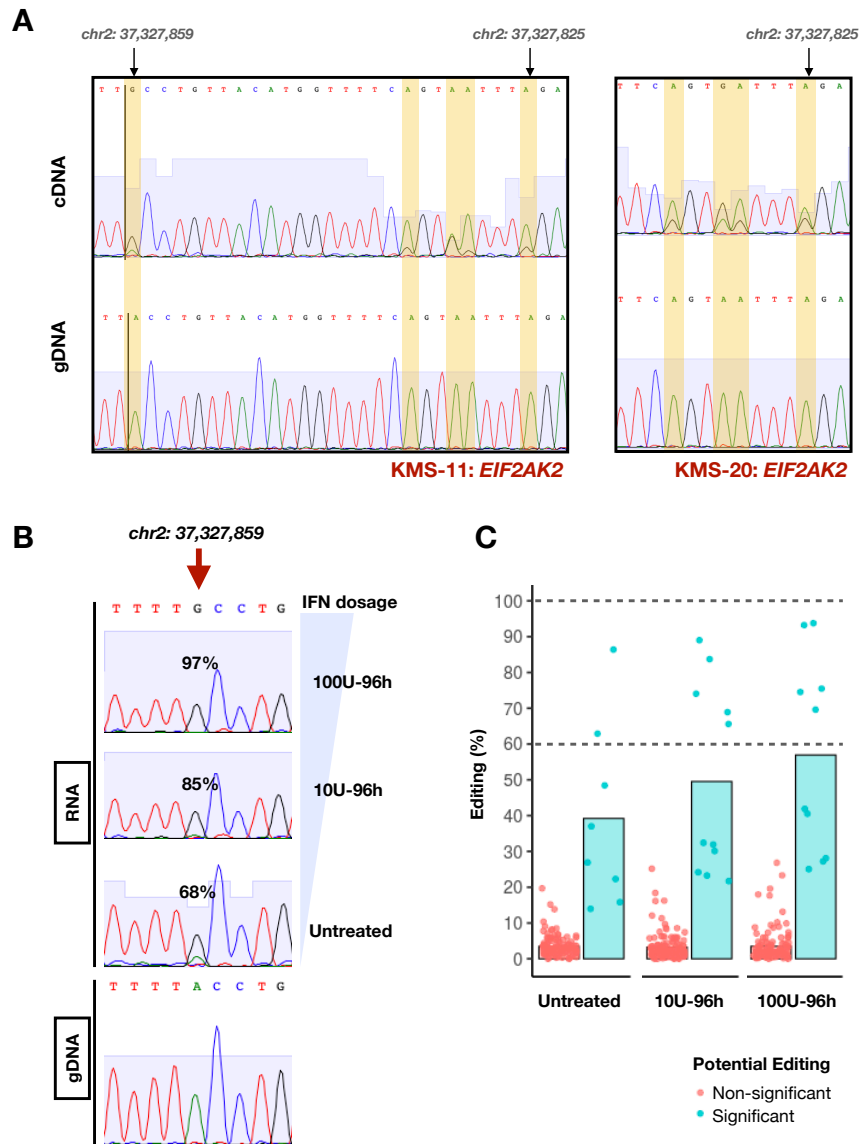 A
chr2: 37,327,859
chr2: 37,327,825
chr2: 37,327,825
T T G C C T G T T A C A T G G T T T T C A G T A A T T T A G A
T T C A G T G A T T T A G A
cDNA
T T A C C T G T T A C A T G G T T T T C A G T A A T T T A G A
T T C A G T A A T T T A G A
gDNA
KMS-11: EIF2AK2
KMS-20: EIF2AK2
B
chr2: 37,327,859
T T T T G C C T G
IFN dosage
97%
100U-96h
RNA
85%
10U-96h
68%
Untreated
T T T T A C C T G
gDNA
C
Editing (%)
100
90
80
70
60
50
40
30
20
10
0
Untreated
10U-96h
100U-96h
Potential Editing
Non-significant
Significant